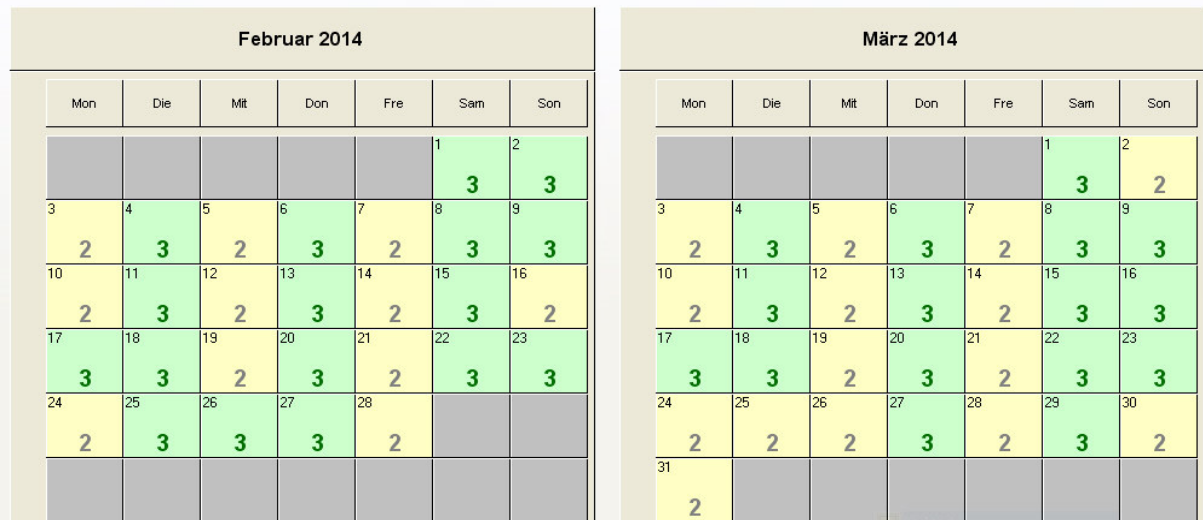 Februar 2014
Mon Die Mit Don Fre Sam Son
1 2
3 3
3 4 5 6 7 8 9
2 3 2 3 2 3 3
10 11 12 13 14 15 16
2 3 2 3 2 3 2
17 18 19 20 21 22 23
3 3 2 3 2 3 3
24 25 26 27 28
2 3 3 3 2
März 2014
Mon Die Mit Don Fre Sam Son
1 2
3 2
3 4 5 6 7 8 9
2 3 2 3 2 3 3
10 11 12 13 14 15 16
2 3 2 3 2 3 3
17 18 19 20 21 22 23
3 3 2 3 2 3 3
24 25 26 27 28 29 30
2 2 2 3 2 3 2
31
2